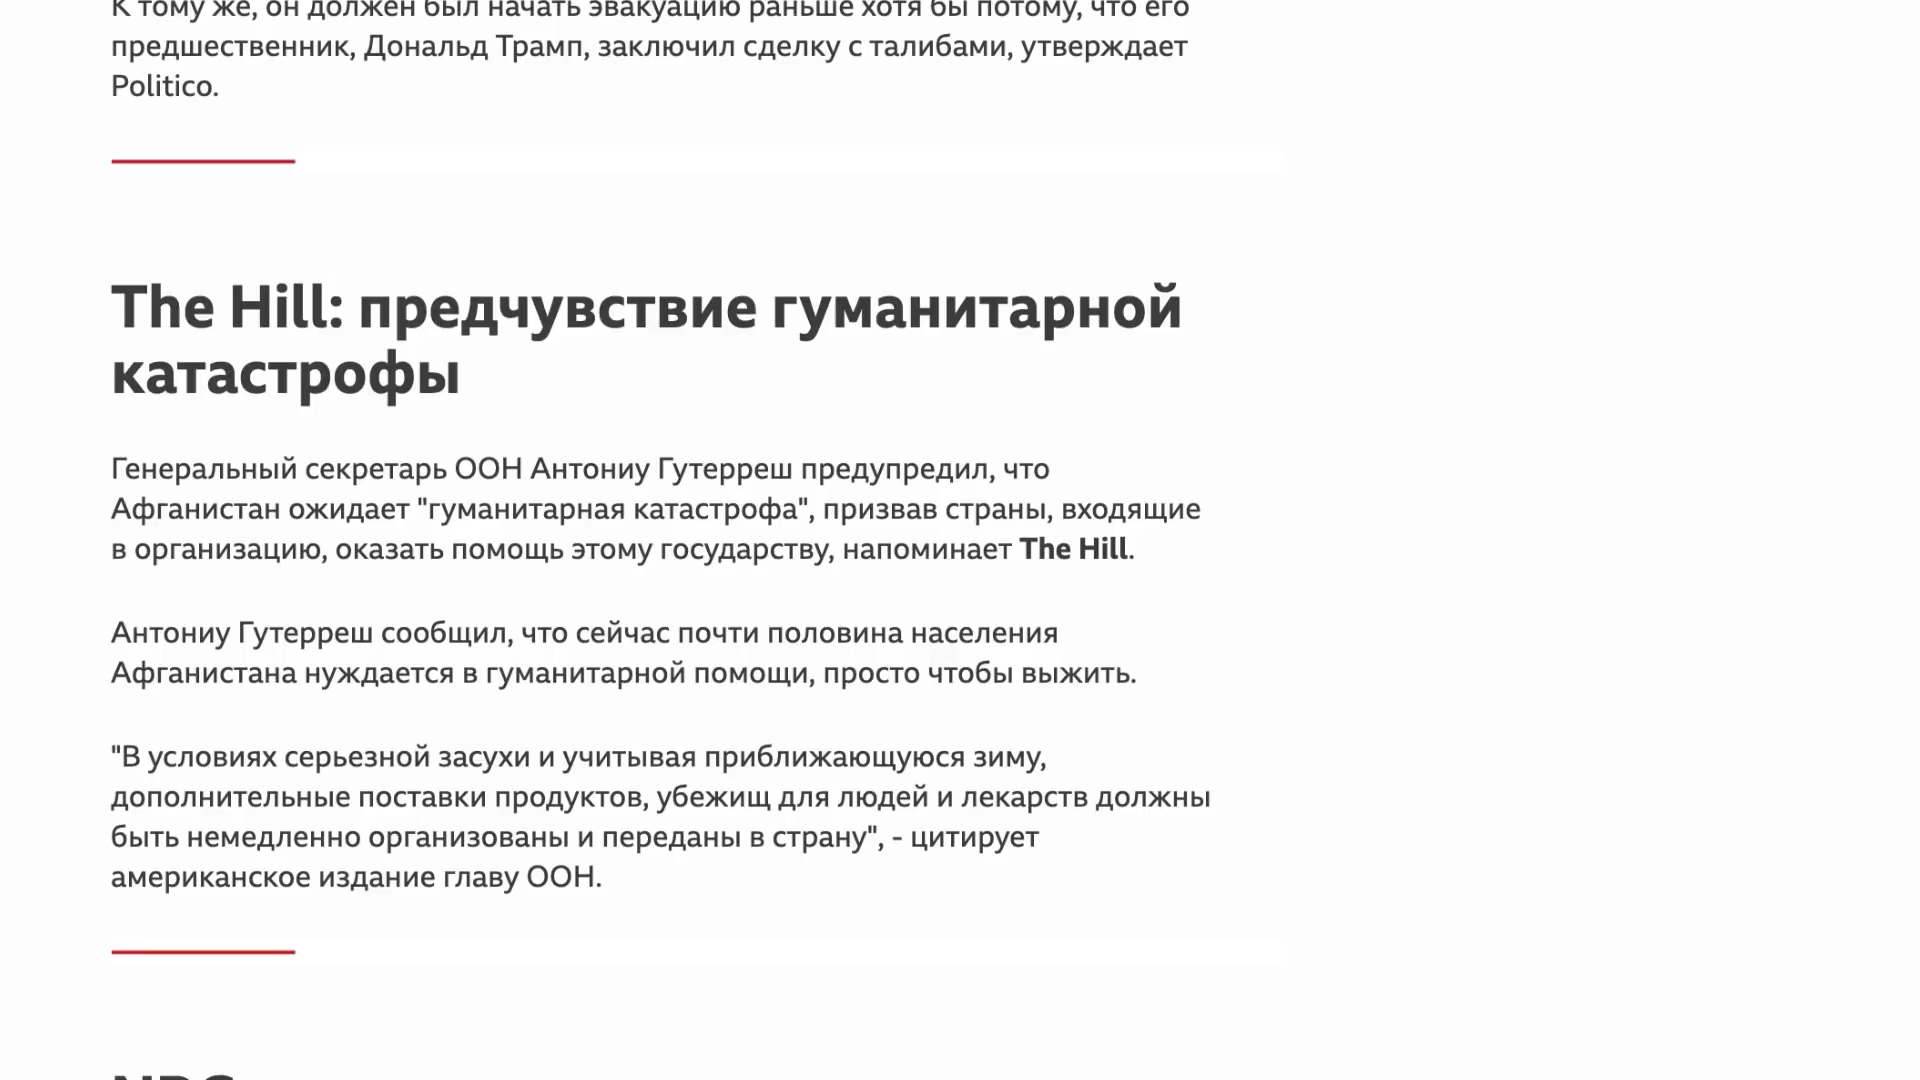 К тому же, он должен был начать эвакуацию раньше хотя бы потому, что его
предшественник, Дональд Трамп, заключил сделку с талибами, утверждает
Politico.
The Hill: предчувствие гуманитарной
катастрофы
Генеральный секретарь ООН Антониу Гутерреш предупредил, что
Афганистан ожидает "гуманитарная катастрофа", призвав страны, входящие
в организацию, оказать помощь этому государству, напоминает The Hill.
Антониу Гутерреш сообщил, что сейчас почти половина населения
Афганистана нуждается в гуманитарной помощи, просто чтобы выжить.
"В условиях серьезной засухи и учитывая приближающуюся зиму,
дополнительные поставки продуктов, убежищ для людей и лекарств должны
быть немедленно организованы и переданы в страну", - цитирует
американское издание главу ООН.